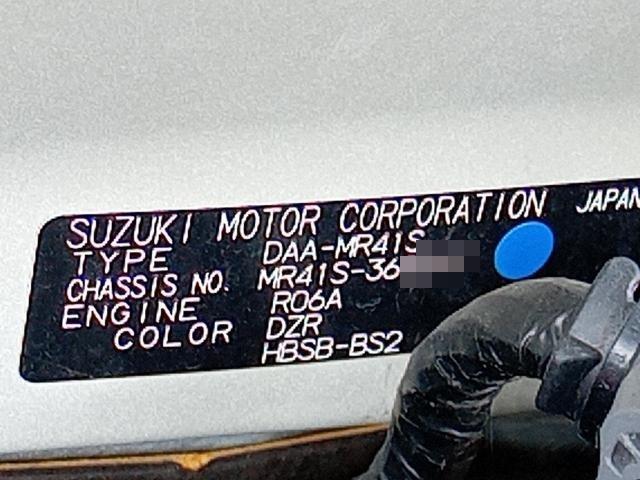 SUZUKI MOTOR CORPORATION JAPAN
TYPE DAA-MR41S
CHASSIS NO. MR41S-36
ENGINE R06A
COLOR DZR
HBSB-BS2